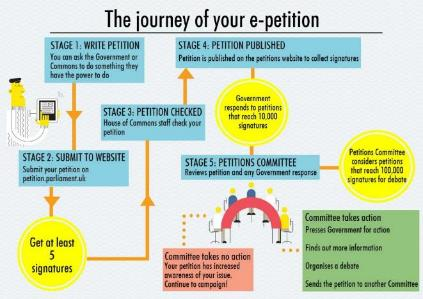 The journey of your e-petition
STAGE 1: WRITE PETITION
You can ask the Government or
Commons to do something they
have the power to do
STAGE 2: SUBMIT TO WEBSITE
Submit your petition on
petition.parliament.uk
Get at least
5
signatures
STAGE 3: PETITION CHECKED
House of Commons staff check your
petition
STAGE 4: PETITION PUBLISHED
Petition is published on the petitions website to collect signatures
Government
responds to petitions
that reach 10,000
signatures
STAGE 5: PETITIONS COMMITTEE
Reviews petition and any Government response
Petitions Committee
considers petitions
that reach 100,000
signatures for debate
Committee takes no action
Your petition has increased
awareness of your issue.
Continue to campaign!
Committee takes action
Presses Government for action
Finds out more information
Organises a debate
Sends the petition to another Committee